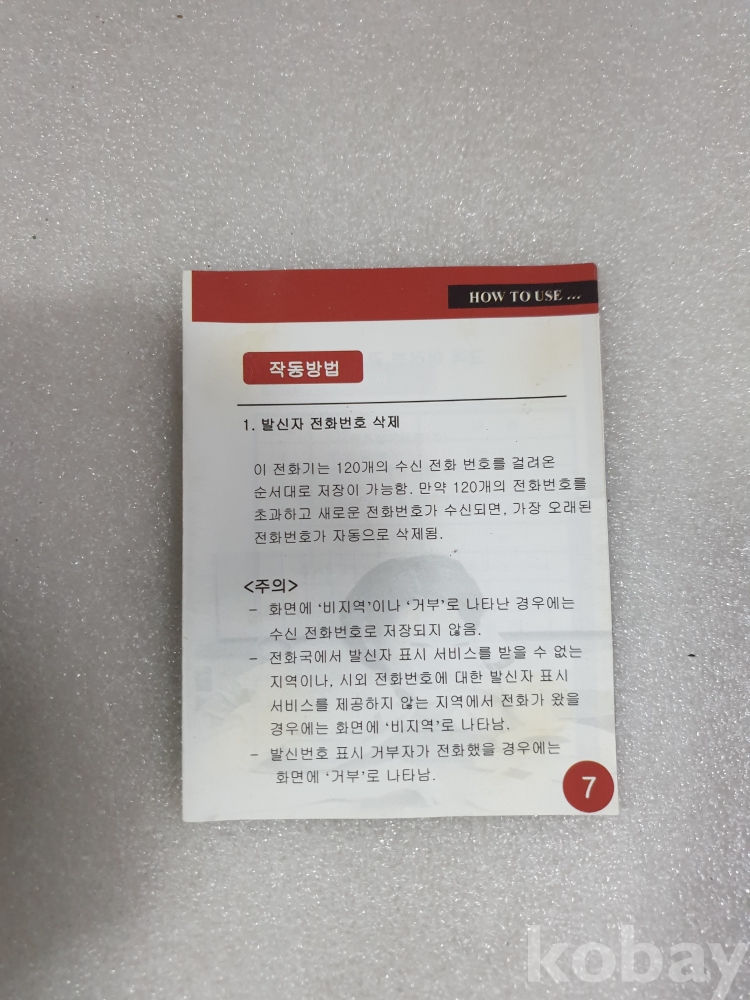 HOW TO USE ...
작동방법
1. 발신자 전화번호 삭제
이 전화기는 120개의 수신 전화 번호를 걸려온
순서대로 저장이 가능함. 만약 120개의 전화번호를
초과하고 새로운 전화번호가 수신되면, 가장 오래된
전화번호가 자동으로 삭제됨.
<주의>
- 화면에 ‘비지역’이나 ‘거부’로 나타난 경우에는
수신 전화번호로 저장되지 않음.
- 전화국에서 발신자 표시 서비스를 받을 수 없는
지역이나, 시외 전화번호에 대한 발신자 표시
서비스를 제공하지 않는 지역에서 전화가 왔을
경우에는 화면에 ‘비지역’로 나타남.
- 발신번호 표시 거부자가 전화했을 경우에는
화면에 ‘거부’로 나타남.
7
kobay